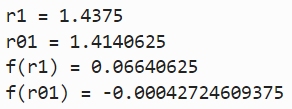 r1 = 1.4375
r01 = 1.4140625
f(r1) = 0.06640625
f(r01) = -0.00042724609375